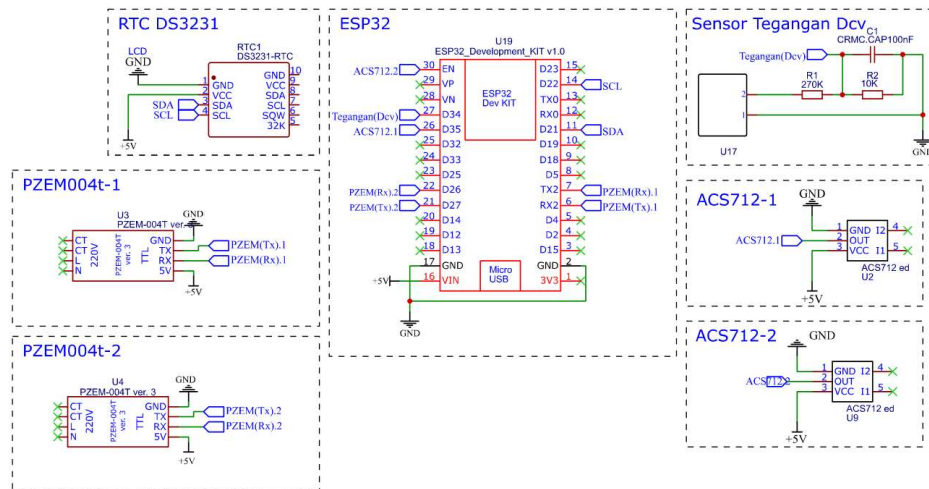 RTC DS3231
LCD
GND
RTC1
DS3231-RTC
1 GND
2 VCC
3 SDA
4 SCL
GND 10
VCC 9
SDA 8
SCL 7
SQW 6
32K 5
SDA
SCL
+5V
PZEM004t-1
U3
PZEM-004T ver.
CT
CT
L
N
220V
PZEM-004T
ver. 3
TTL
GND
TX
RX
5V
GND
PZEM(Tx).1
PZEM(Rx).1
+5V
PZEM004t-2
U4
PZEM-004T ver. 3
CT
CT
L
N
220V
PZEM-004T
ver. 3
TTL
GND
TX
RX
5V
GND
PZEM(Tx).2
PZEM(Rx).2
+5V
ESP32
U19
ESP32_Development_KIT v1.0
ESP32
Dev KIT
ACS712.2 30 EN
29 VP
28 VN
Tegangan(Dcv) 27 D34
ACS712.1 26 D35
25 D32
24 D33
23 D25
PZEM(Rx).2 22 D26
PZEM(Tx).2 21 D27
20 D14
19 D12
18 D13
17 GND
+5V 16 VIN
D23 15
D22 14 SCL
TX0 13
RX0 12
D21 11 SDA
D19 10
D18 9
D5 8
TX2 7 PZEM(Rx).1
RX2 6 PZEM(Tx).1
D4 5
D2 4
D15 3
GND 2
3V3 1
Micro
USB
GND
Sensor Tegangan Dcv
C1
CRMC.CAP100nF
Tegangan(Dcv)
R1
270K
R2
10K
2
1
U17
GND
ACS712-1
GND
ACS712.1
1 GND I2 4
2 OUT
3 VCC I1 5
ACS712 ed
U2
+5V
ACS712-2
GND
ACS712.2
1 GND I2 4
2 OUT
3 VCC I1 5
ACS712 ed
U9
+5V